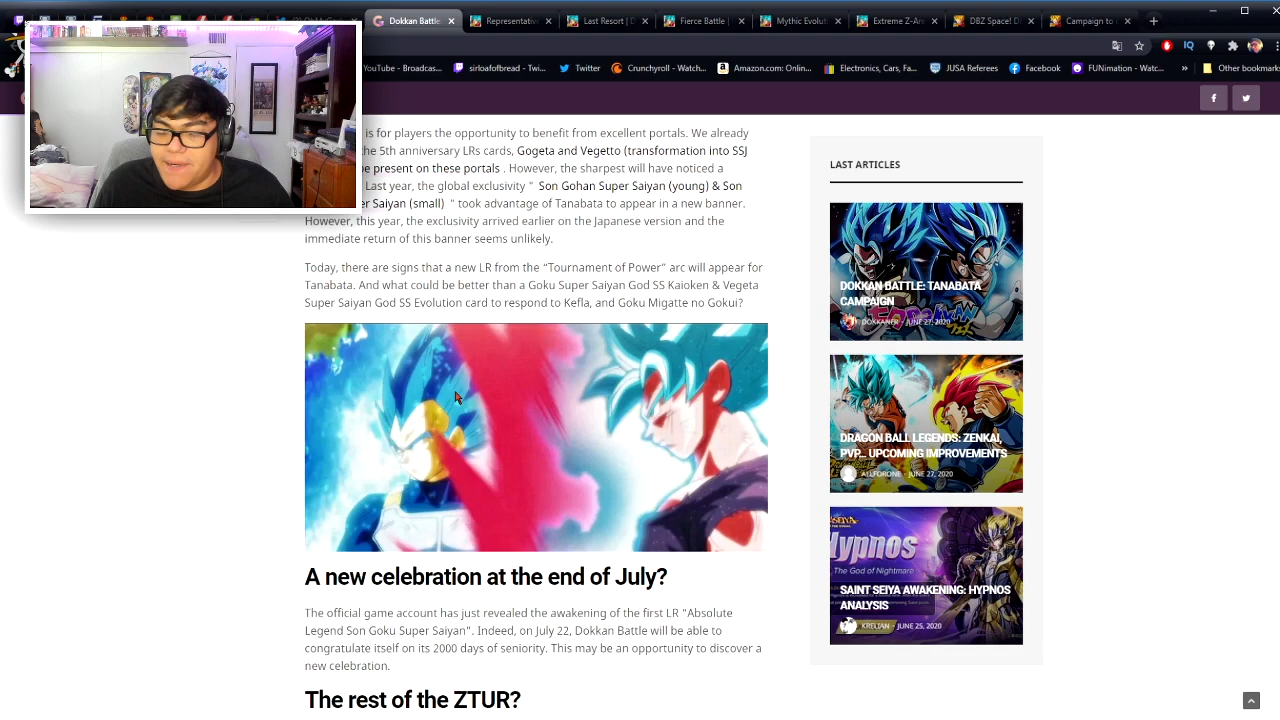 Dokkan Battle
Representative
Last Resort |
Fierce Battle
Mythic Soluti
Extreme Z-Aw
DBZ Space! D
Campaign to
YouTube - Broadcas...
sirloafofbread - Twi...
Twitter
Crunchyroll - Watch...
Amazon.com: Onlin...
Electronics, Cars, Fa...
JUSA Referees
Facebook
FUNimation - Watch...
»
Other bookmarks
is for players the opportunity to benefit from excellent portals. We already
the 5th anniversary LRs cards, Gogeta and Vegetto (transformation into SSJ
be present on these portals . However, the sharpest will have noticed a
Last year, the global exclusivity " Son Gohan Super Saiyan (young) & Son
Saiyan (small) " took advantage of Tanabata to appear in a new banner.
However, this year, the exclusivity arrived earlier on the Japanese version and the
immediate return of this banner seems unlikely.
Today, there are signs that a new LR from the “Tournament of Power” arc will appear for
Tanabata. And what could be better than a Goku Super Saiyan God SS Kaioken & Vegeta
Super Saiyan God SS Evolution card to respond to Kefla, and Goku Migatte no Gokui?
A new celebration at the end of July?
The official game account has just revealed the awakening of the first LR "Absolute
Legend Son Goku Super Saiyan". Indeed, on July 22, Dokkan Battle will be able to
congratulate itself on its 2000 days of seniority. This may be an opportunity to discover a
new celebration.
The rest of the ZTUR?
LAST ARTICLES
DOKKAN BATTLE: TANABATA
CAMPAIGN
DOKKANER - JUNE 27, 2020
DRAGON BALL LEGENDS: ZENKAI,
PVP... UPCOMING IMPROVEMENTS
ALLFORONE - JUNE 27, 2020
Hypnos
The God of Nightmare
SAINT SEIYA AWAKENING: HYPNOS
ANALYSIS
KRELIAN - JUNE 25, 2020